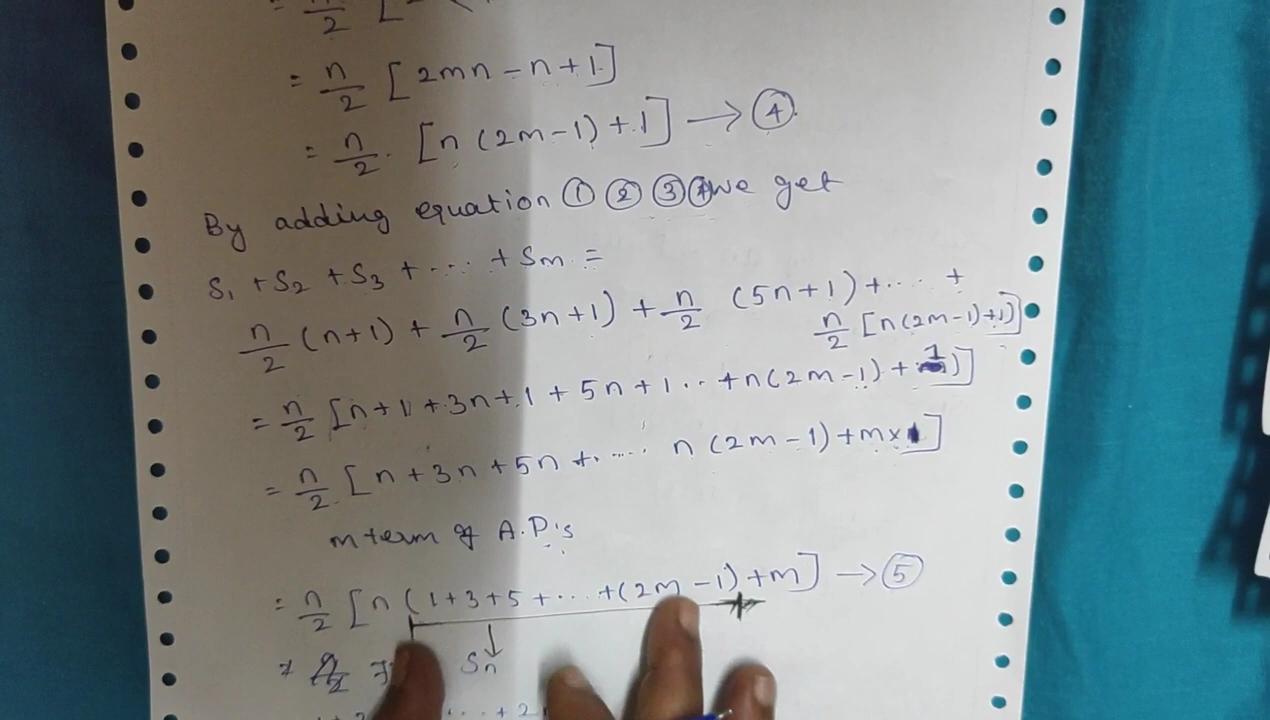 = n/2 [2
= n/2 [2mn - n + 1]
= n/2 . [n (2m-1) + 1] → ④
By adding equation ① ② ③ ④ we get
S₁ + S₂ + S₃ + .... + Sm =
n/2 (n+1) + n/2 (3n+1) + n/2 (5n+1) + .... +
n/2 [n(2m-1)+1)]
= n/2 [n+1 + 3n+1 + 5n+1 .. + n(2m-1) + 1)]
= n/2 [n + 3n + 5n + ..... n (2m-1) + m×1]
m term of A.P's
= n/2 [n (1+3+5+ .... +(2m-1) + m] → ⑤
Sn